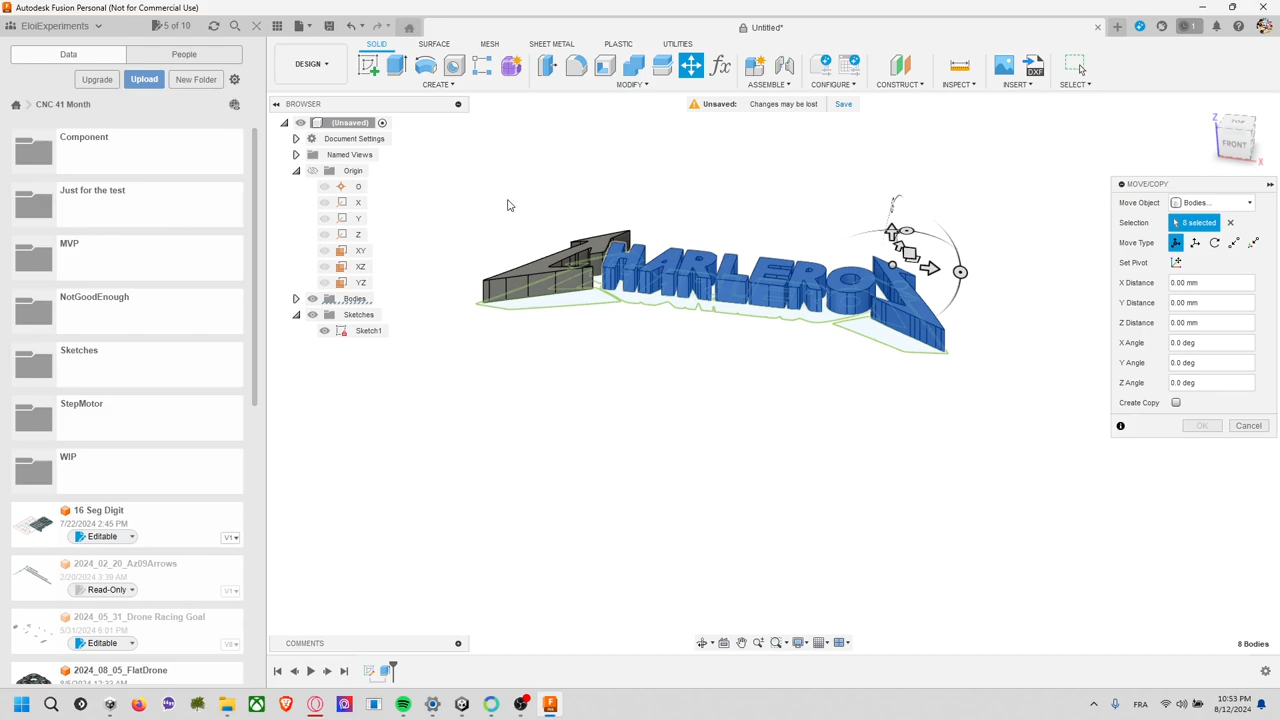 Autodesk Fusion Personal (Not for Commercial Use)
EloiExperiments
5 of 10
1
Untitled*
Data
People
Upgrade
Upload
New Folder
CNC 41 Month
Component
Just for the test
MVP
NotGoodEnough
Sketches
StepMotor
WIP
16 Seg Digit
7/22/2024 2:45 PM
Editable
V1
2024_02_20_Az09Arrows
2/20/2024 3:39 AM
Read-Only
V1
2024_05_31_Drone Racing Goal
5/31/2024 6:01 PM
Editable
V8
2024_08_05_FlatDrone
DESIGN
SOLID
SURFACE
MESH
SHEET METAL
PLASTIC
UTILITIES
CREATE
MODIFY
ASSEMBLE
CONFIGURE
CONSTRUCT
INSPECT
INSERT
SELECT
fx
DXF
BROWSER
(Unsaved)
Document Settings
Named Views
Origin
O
X
Y
Z
XY
XZ
YZ
Bodies
Sketches
Sketch1
Unsaved:
Changes may be lost
Save
Z
TOP
FRONT
X
MOVE/COPY
Move Object
Bodies...
Selection
8 selected
Move Type
Set Pivot
X Distance
0.00 mm
Y Distance
0.00 mm
Z Distance
0.00 mm
X Angle
0.0 deg
Y Angle
0.0 deg
Z Angle
0.0 deg
Create Copy
OK
Cancel
COMMENTS
8 Bodies
FRA
10:53 PM
8/12/2024